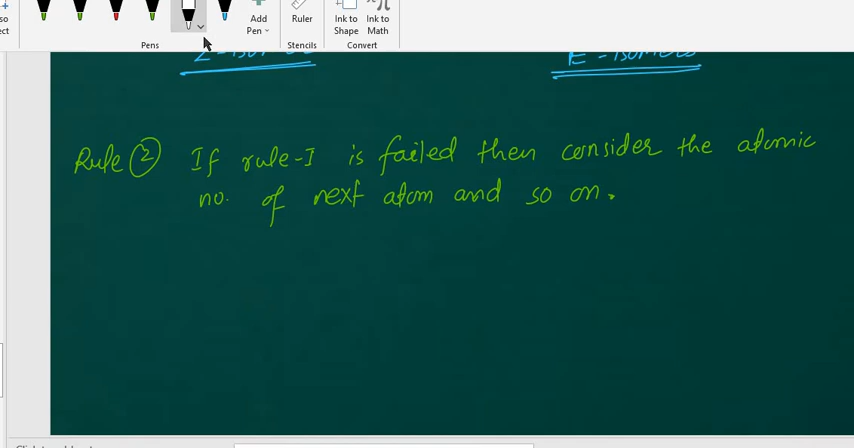 Add
Pen
Ruler
Ink to
Shape
Ink to
Math
Pens
Stencils
Convert
E - isomers
Rule ② If rule-I is failed then consider the atomic
no. of next atom and so on.